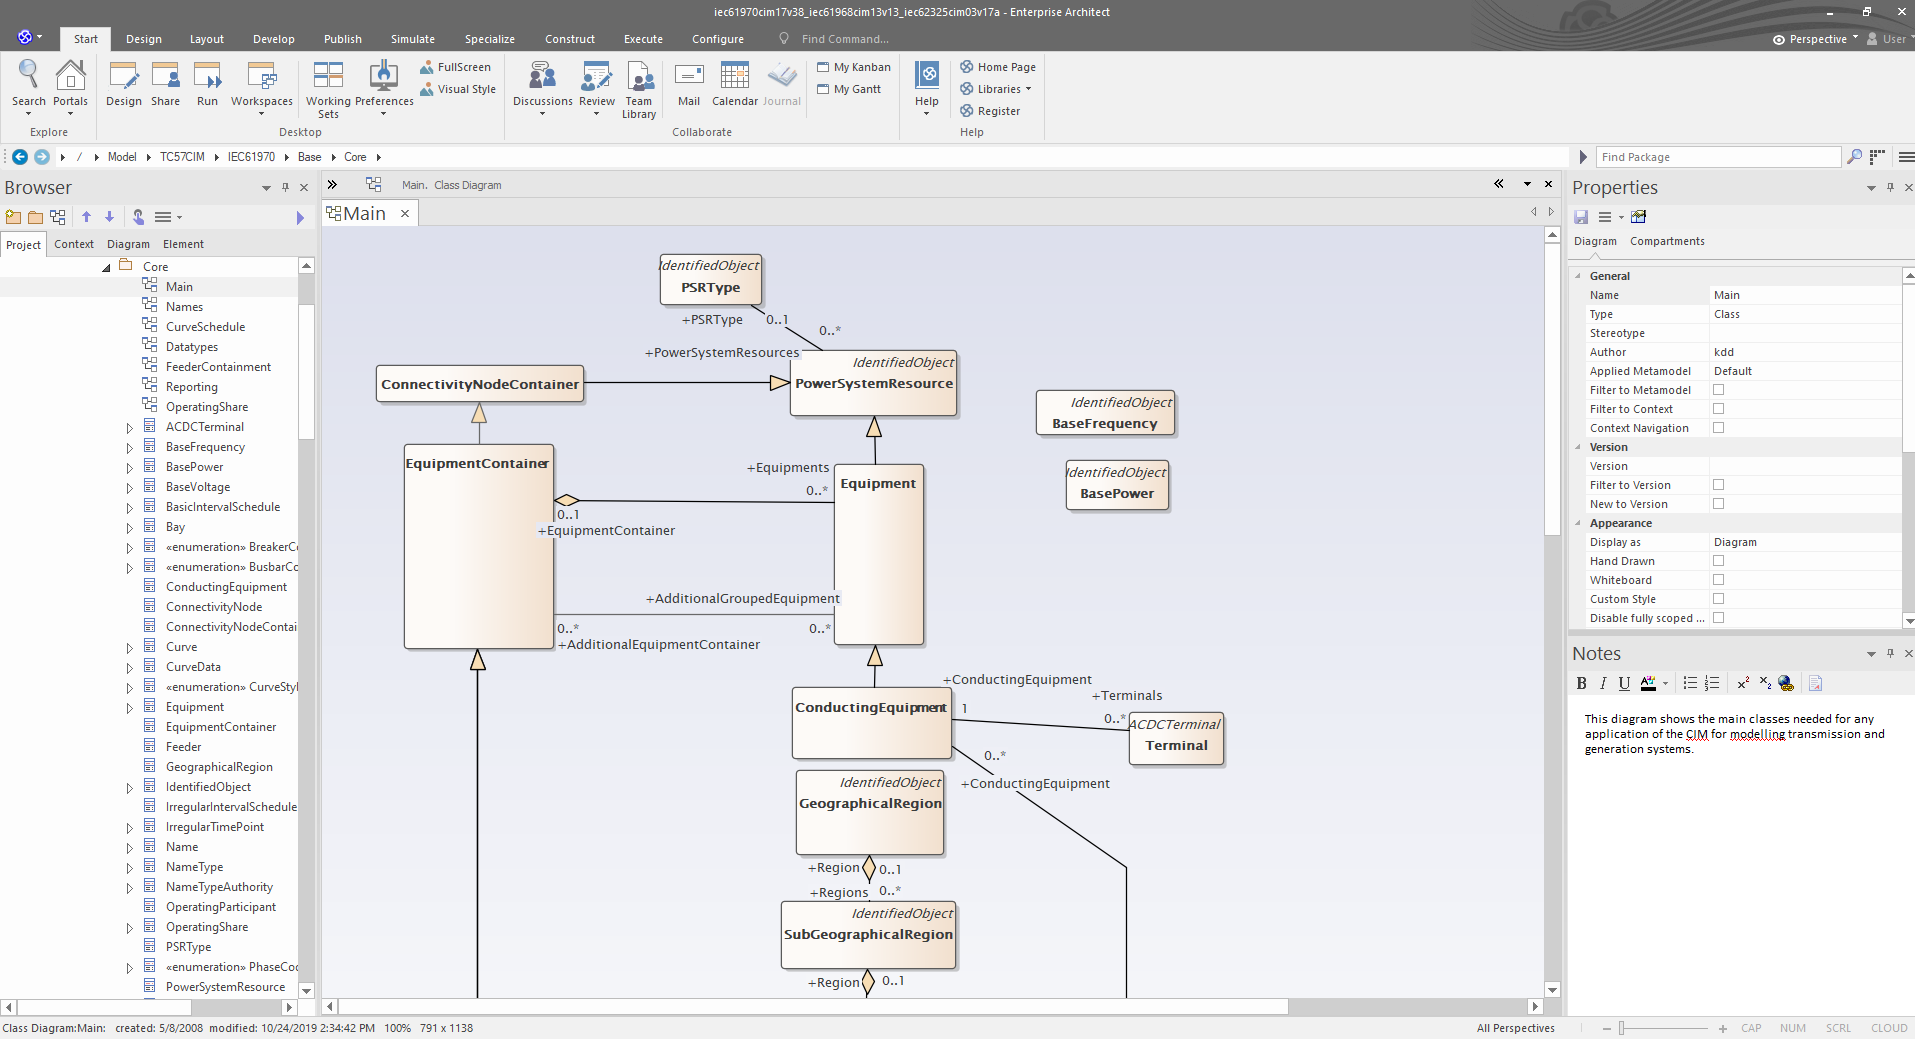 iec61970cim17v38_iec61968cim13v13_iec62325cim03v17a - Enterprise Architect
Start Design Layout Develop Publish Simulate Specialize Construct Execute Configure Find Command... Perspective User
Search Portals Design Share Run Workspaces Working Sets Preferences FullScreen Visual Style Discussions Review Team Library Mail Calendar Journal My Kanban My Gantt Help Home Page Libraries Register
Explore Desktop Collaborate Help
/ Model TC57CIM IEC61970 Base Core Find Package
Browser
Project Context Diagram Element
Core
Main
Names
CurveSchedule
Datatypes
FeederContainment
Reporting
OperatingShare
ACDCTerminal
BaseFrequency
BasePower
BaseVoltage
BasicIntervalSchedule
Bay
«enumeration» BreakerCo
«enumeration» BusbarCo
ConductingEquipment
ConnectivityNode
ConnectivityNodeContai
Curve
CurveData
«enumeration» CurveStyl
Equipment
EquipmentContainer
Feeder
GeographicalRegion
IdentifiedObject
IrregularIntervalSchedule
IrregularTimePoint
Name
NameType
NameTypeAuthority
OperatingParticipant
OperatingShare
PSRType
«enumeration» PhaseCod
PowerSystemResource
Main. Class Diagram
Main
IdentifiedObject
PSRType
+PSRType 0..1
0..*
+PowerSystemResources
IdentifiedObject
PowerSystemResource
ConnectivityNodeContainer
IdentifiedObject
BaseFrequency
IdentifiedObject
BasePower
EquipmentContainer
+Equipments
0..*
Equipment
0..1
+EquipmentContainer
+AdditionalGroupedEquipment
0..* 0..*
+AdditionalEquipmentContainer
ConductingEquipment
+ConductingEquipment
1
+Terminals
0..*
ACDCTerminal
Terminal
0..*
+ConductingEquipment
IdentifiedObject
GeographicalRegion
+Region 0..1
+Regions 0..*
IdentifiedObject
SubGeographicalRegion
+Region 0..1
Properties
Diagram Compartments
General
Name Main
Type Class
Stereotype
Author kdd
Applied Metamodel Default
Filter to Metamodel
Filter to Context
Context Navigation
Version
Version
Filter to Version
New to Version
Appearance
Display as Diagram
Hand Drawn
Whiteboard
Custom Style
Disable fully scoped ...
Notes
B I U A x² x₂
This diagram shows the main classes needed for any
application of the CIM for modelling transmission and
generation systems.
Class Diagram:Main: created: 5/8/2008 modified: 10/24/2019 2:34:42 PM 100% 791 x 1138 All Perspectives CAP NUM SCRL CLOUD